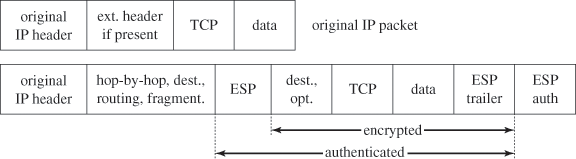 original
IP header
ext. header
if present
TCP
data
original IP packet
original
IP header
hop-by-hop, dest.,
routing, fragment.
ESP
dest.,
opt.
TCP
data
ESP
trailer
ESP
auth
encrypted
authenticated